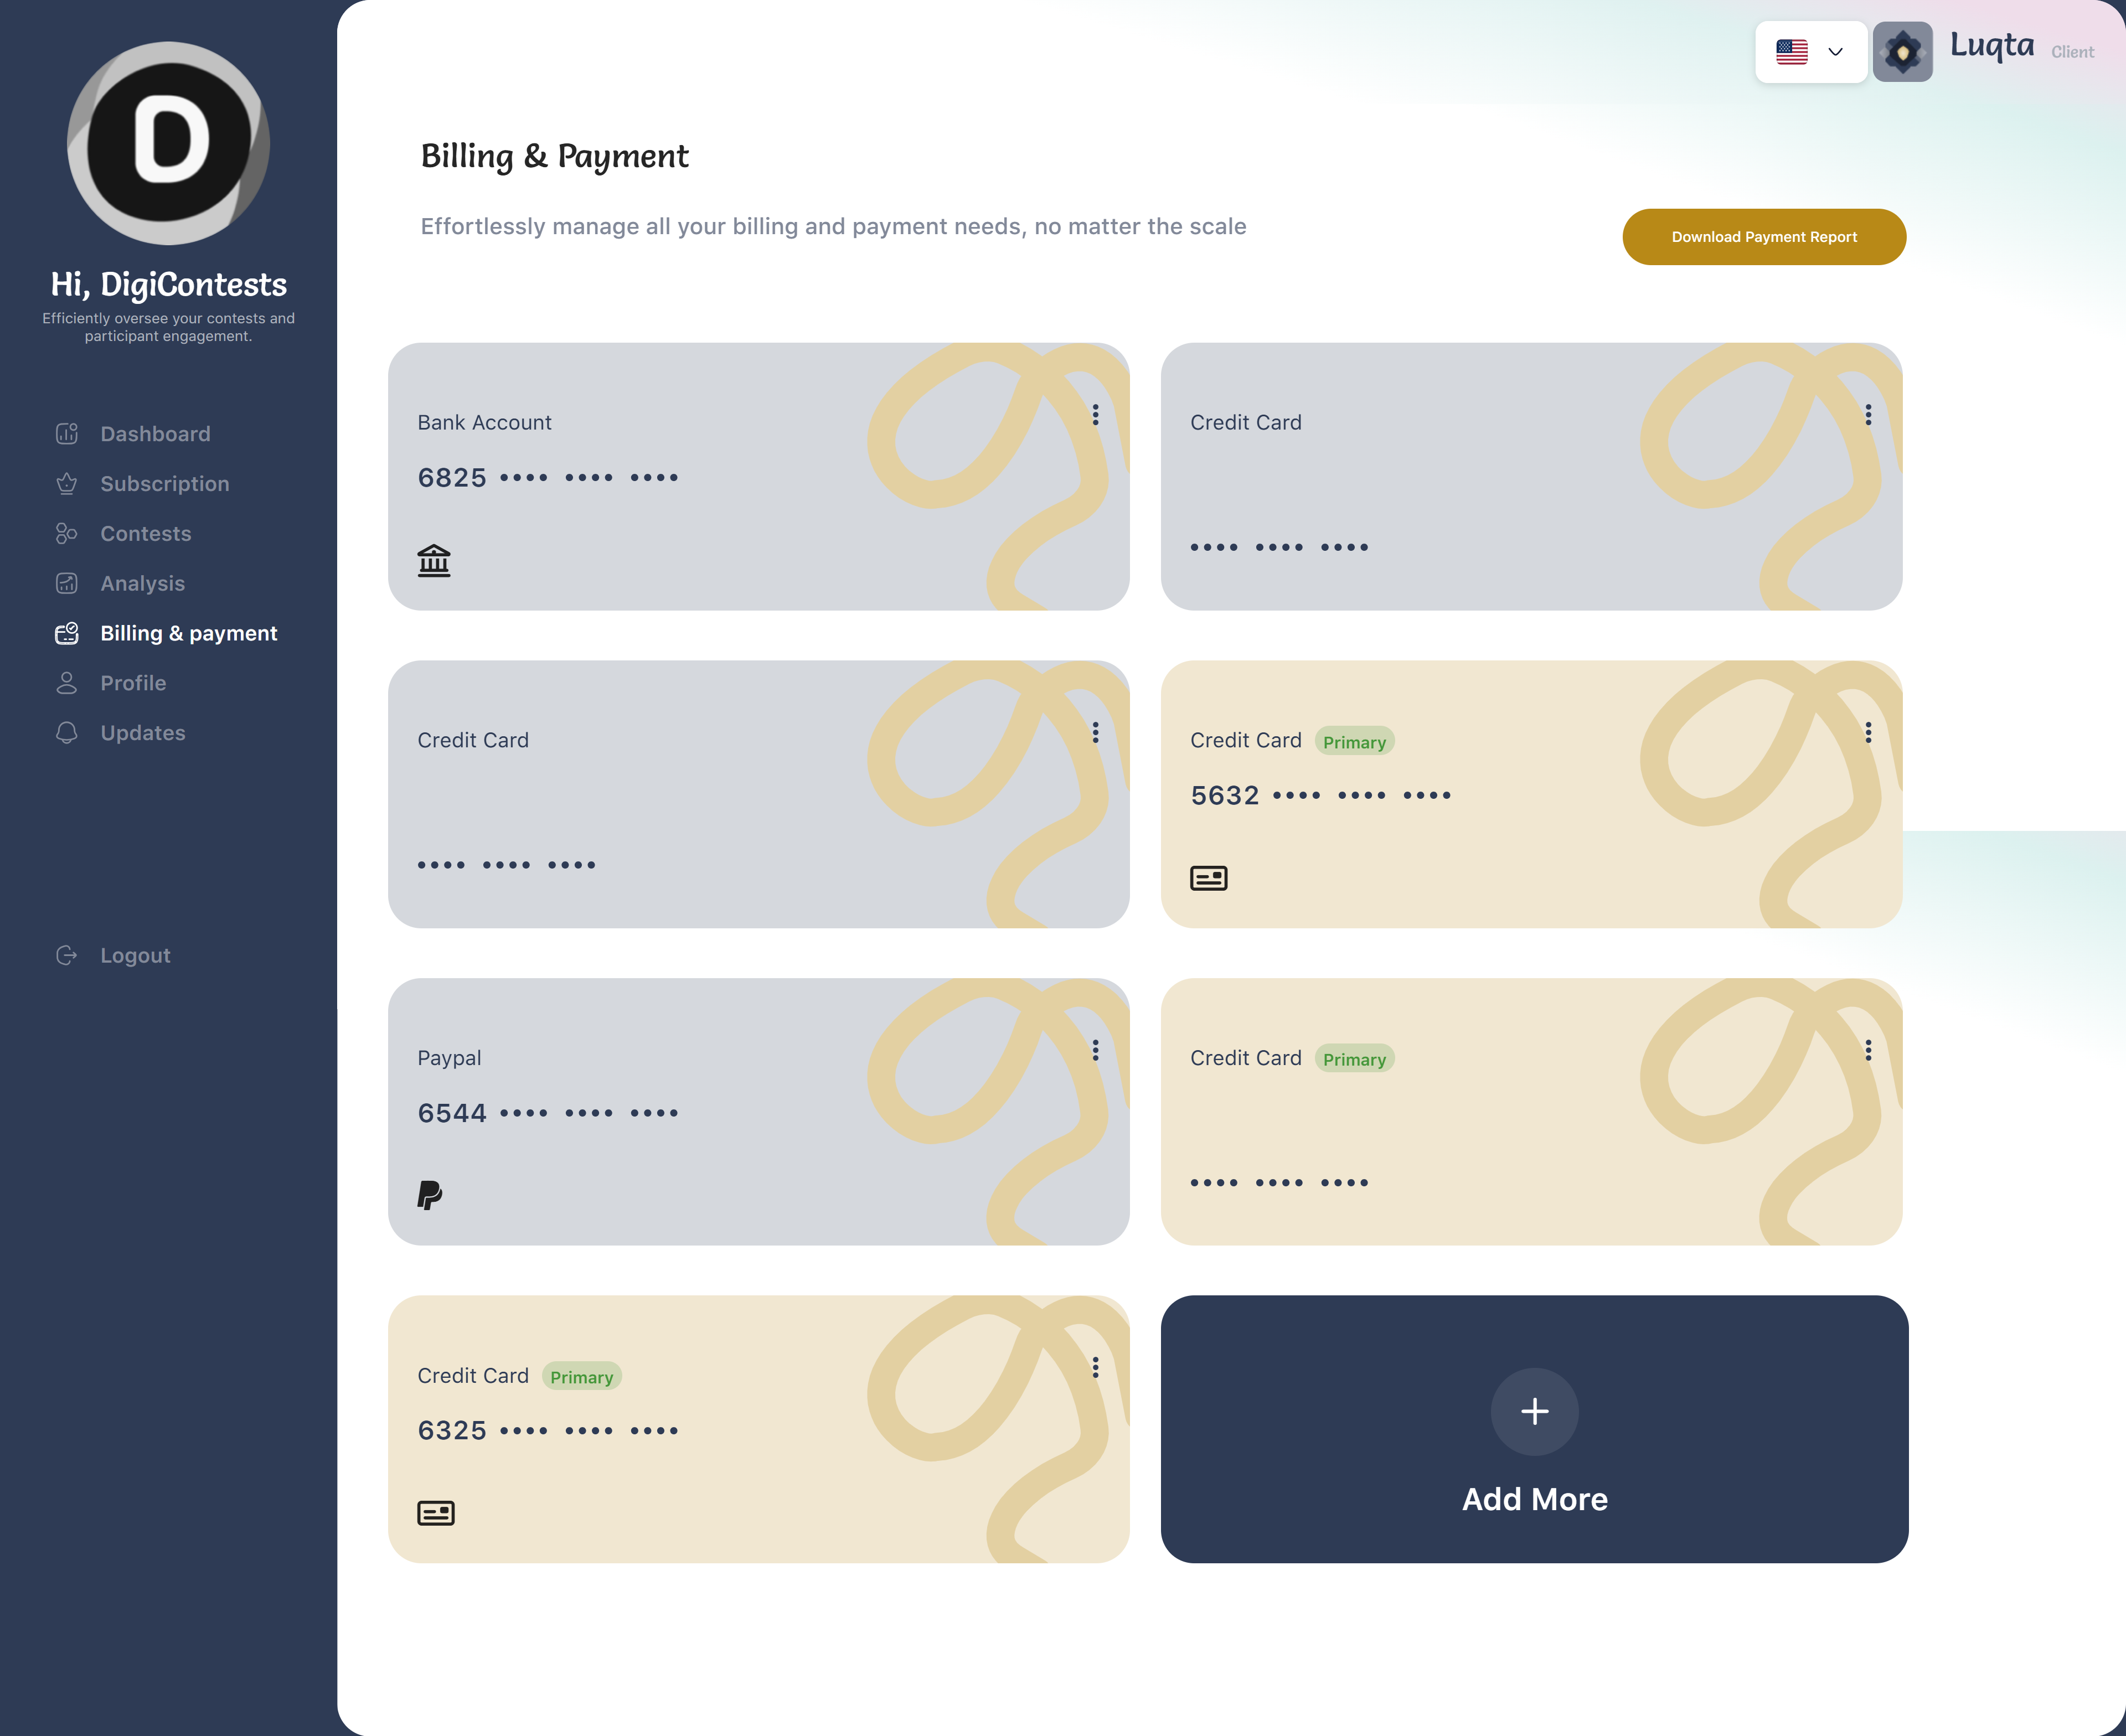 D
Hi, DigiContests
Efficiently oversee your contests and
participant engagement.
Dashboard
Subscription
Contests
Analysis
Billing & payment
Profile
Updates
Logout
Luqta Client
Billing & Payment
Effortlessly manage all your billing and payment needs, no matter the scale
Download Payment Report
Bank Account
6825 •••• •••• ••••
Credit Card
•••• •••• ••••
Credit Card
•••• •••• ••••
Credit Card Primary
5632 •••• •••• ••••
Paypal
6544 •••• •••• ••••
Credit Card Primary
•••• •••• ••••
Credit Card Primary
6325 •••• •••• ••••
Add More